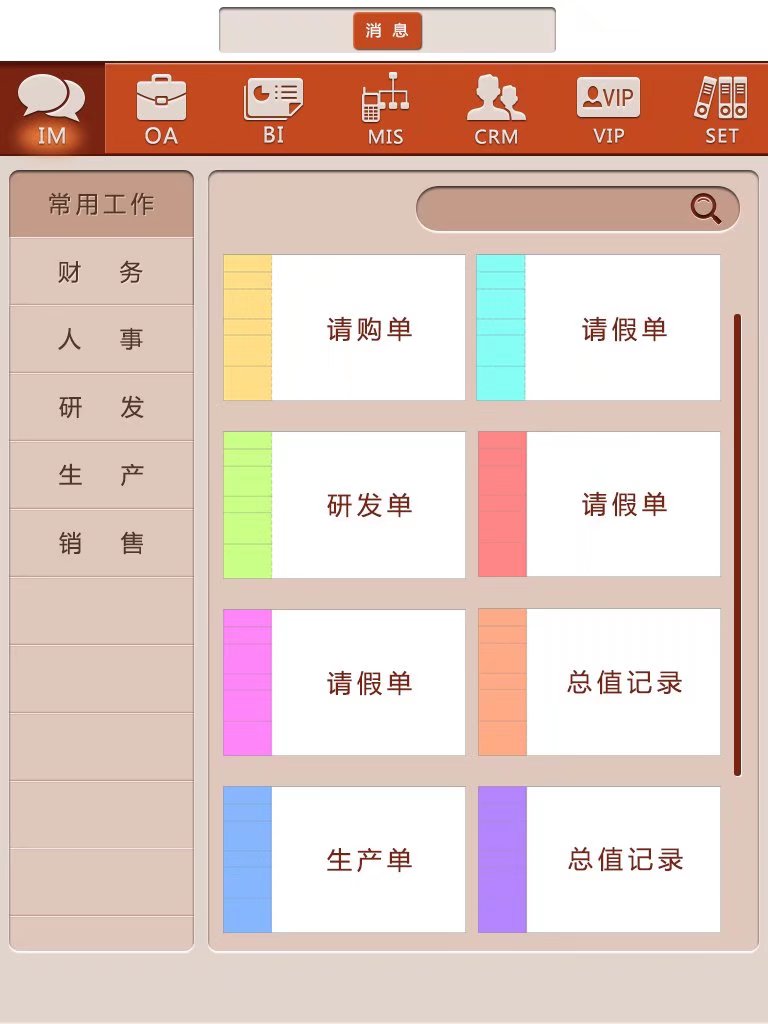 消 息
IM OA BI MIS CRM VIP VIP SET
常用工作
财 务
人 事
研 发
生 产
销 售
请购单 请假单
研发单 请假单
请假单 总值记录
生产单 总值记录